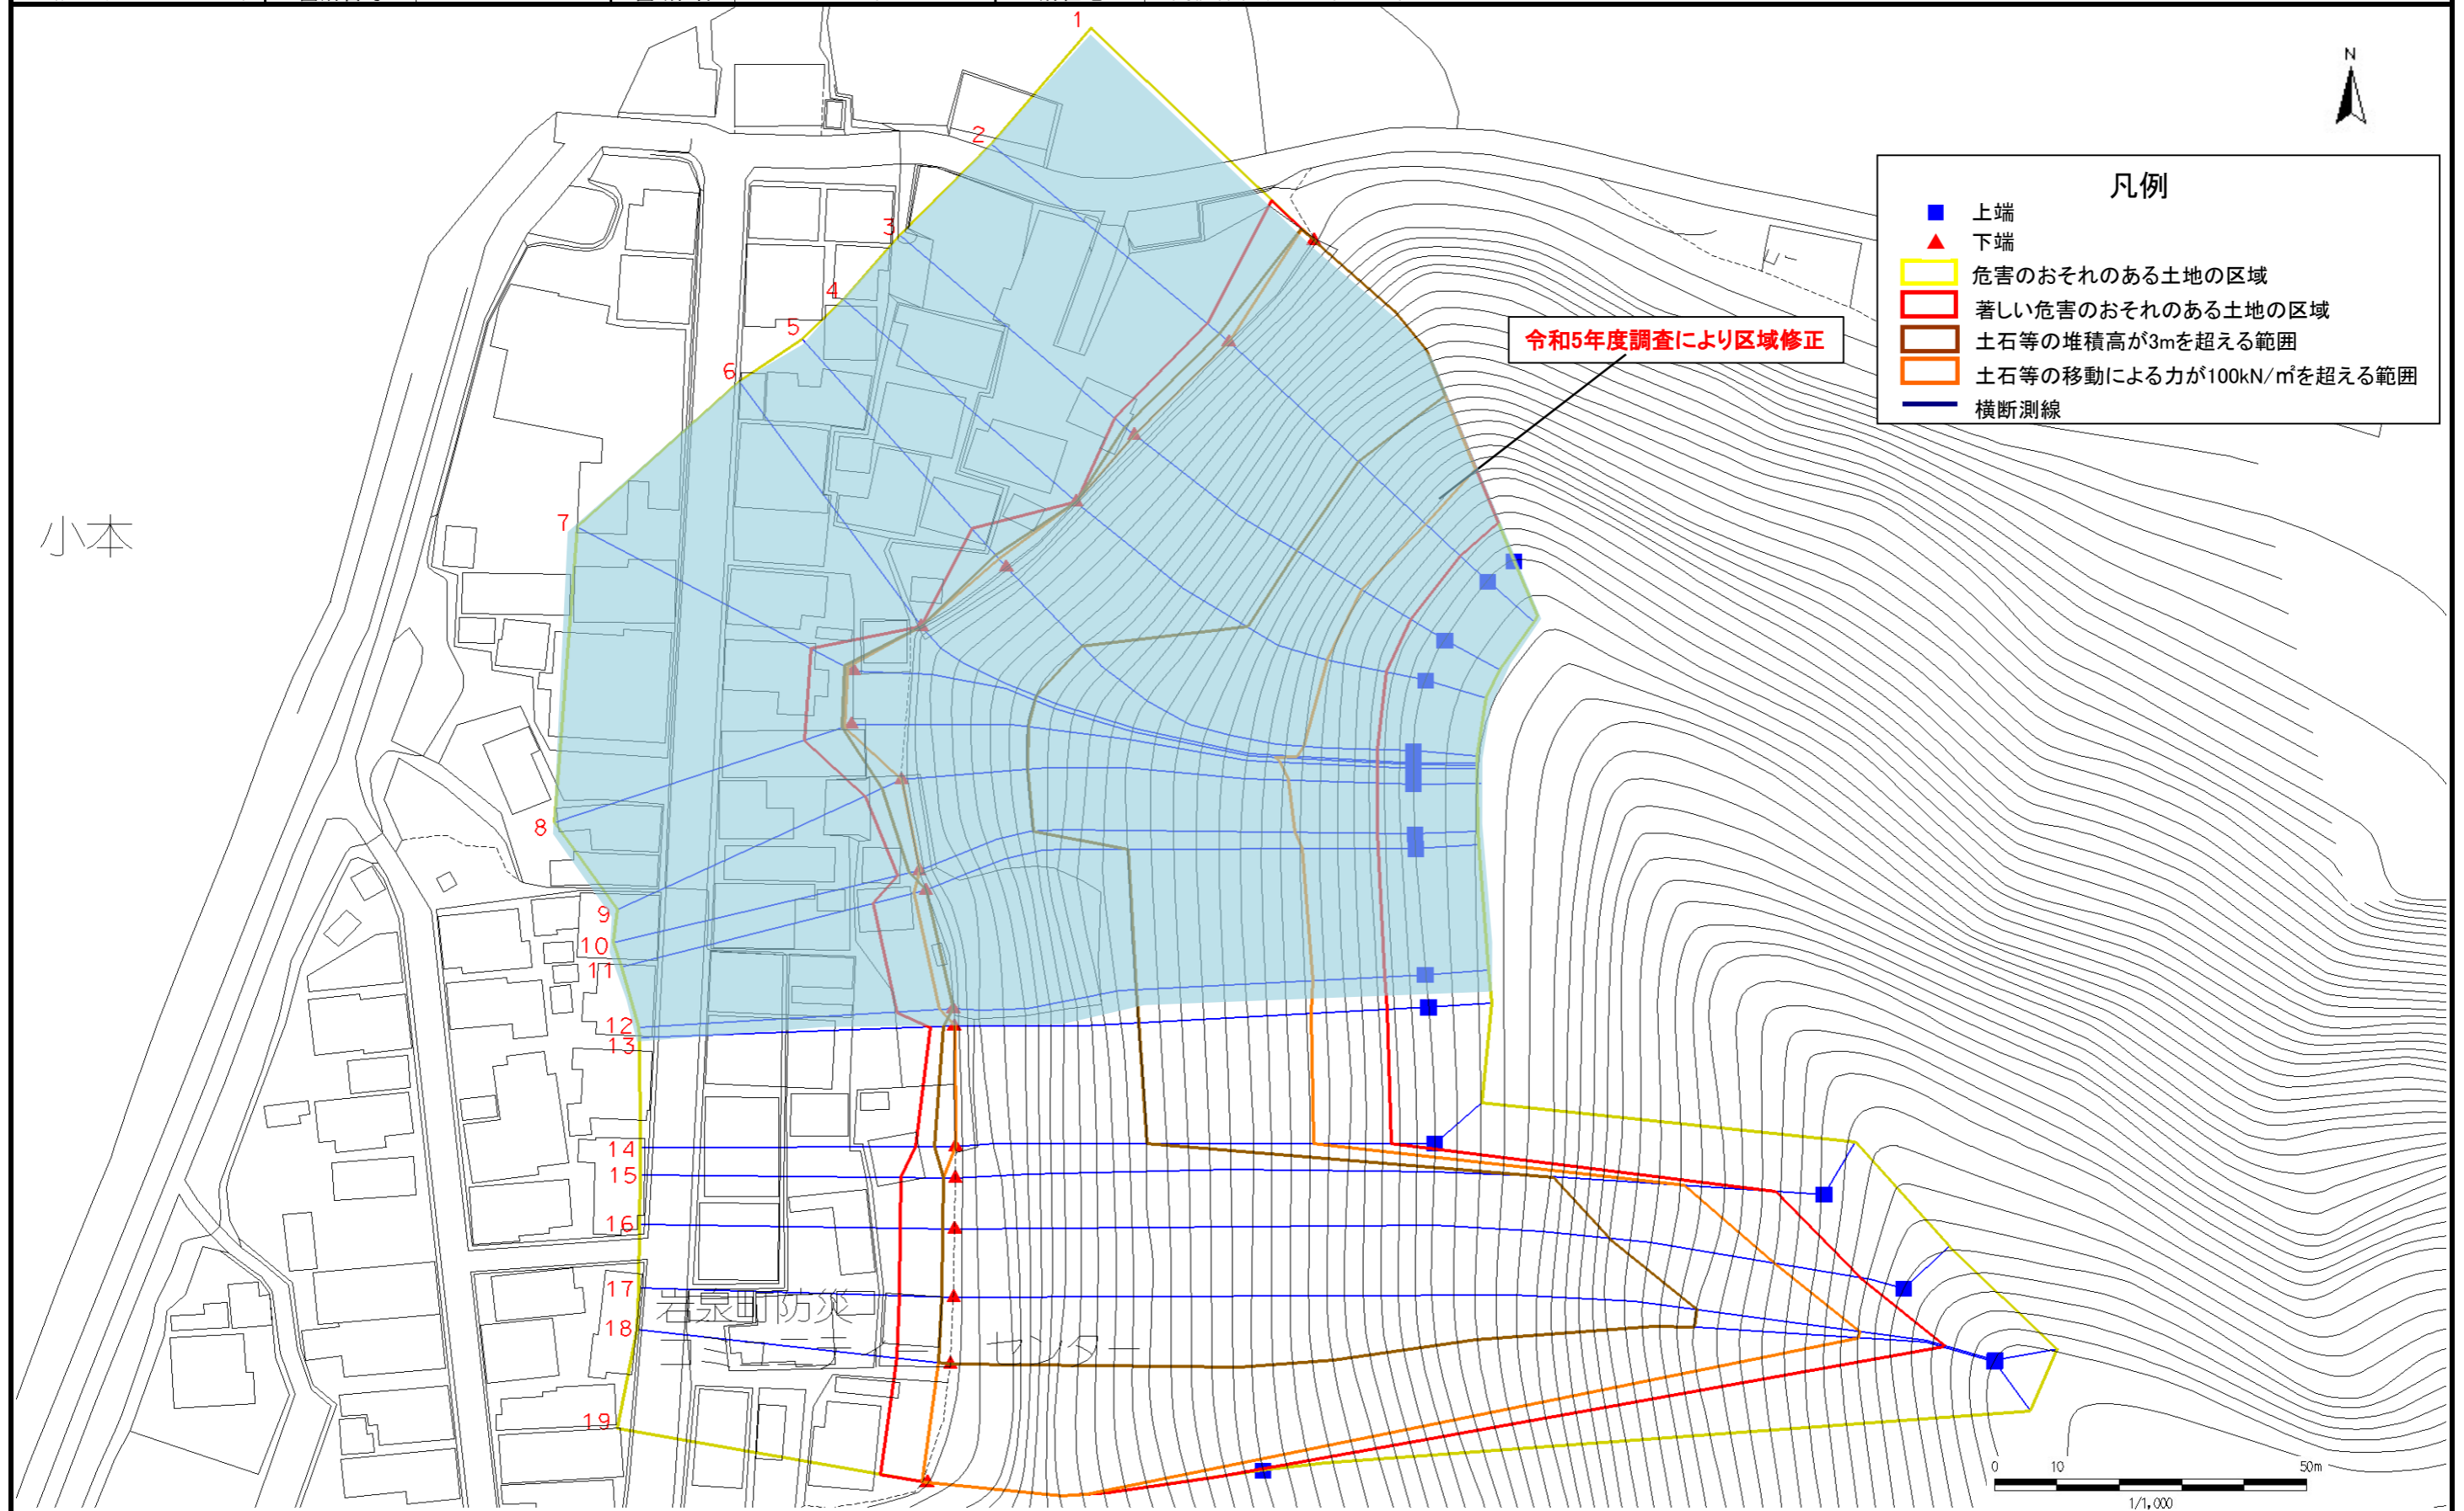 1
N
2
凡例
上端
下端
3
危害のおそれのある土地の区域
4
著しい危害のおそれのある土地の区域
5
令和5年度調査により区域修正
土石等の堆積高が3mを超える範囲
6
土石等の移動による力が100kN/㎡を超える範囲
横断測線
7
小本
8
9
10
11
12
13
14
15
16
17
岩泉町防災
18
センター
19
0 10 50m
1/1,000